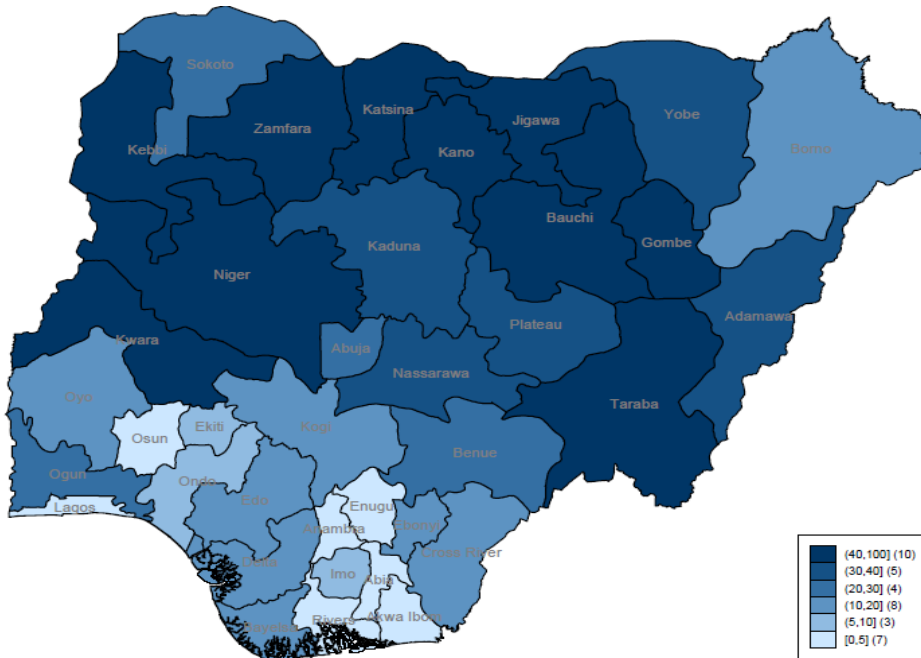 Sokoto
Katsina
Jigawa
Yobe
Zamfara
Kano
Kebbi
Borno
Bauchi
Kaduna
Gombe
Niger
Adamawa
Plateau
Kwara
Abuja
Nassarawa
Taraba
Oyo
Ekiti
Kogi
Osun
Benue
Ogun
Ondo
Edo
Enugu
Lagos
Anambra
Ebonyi
Cross River
Delta
Imo
Abia
Rivers
Akwa Ibom
Bayelsa
(40,100] (10)
(30,40] (5)
(20,30] (4)
(10,20] (8)
(5,10] (3)
[0,5] (7)